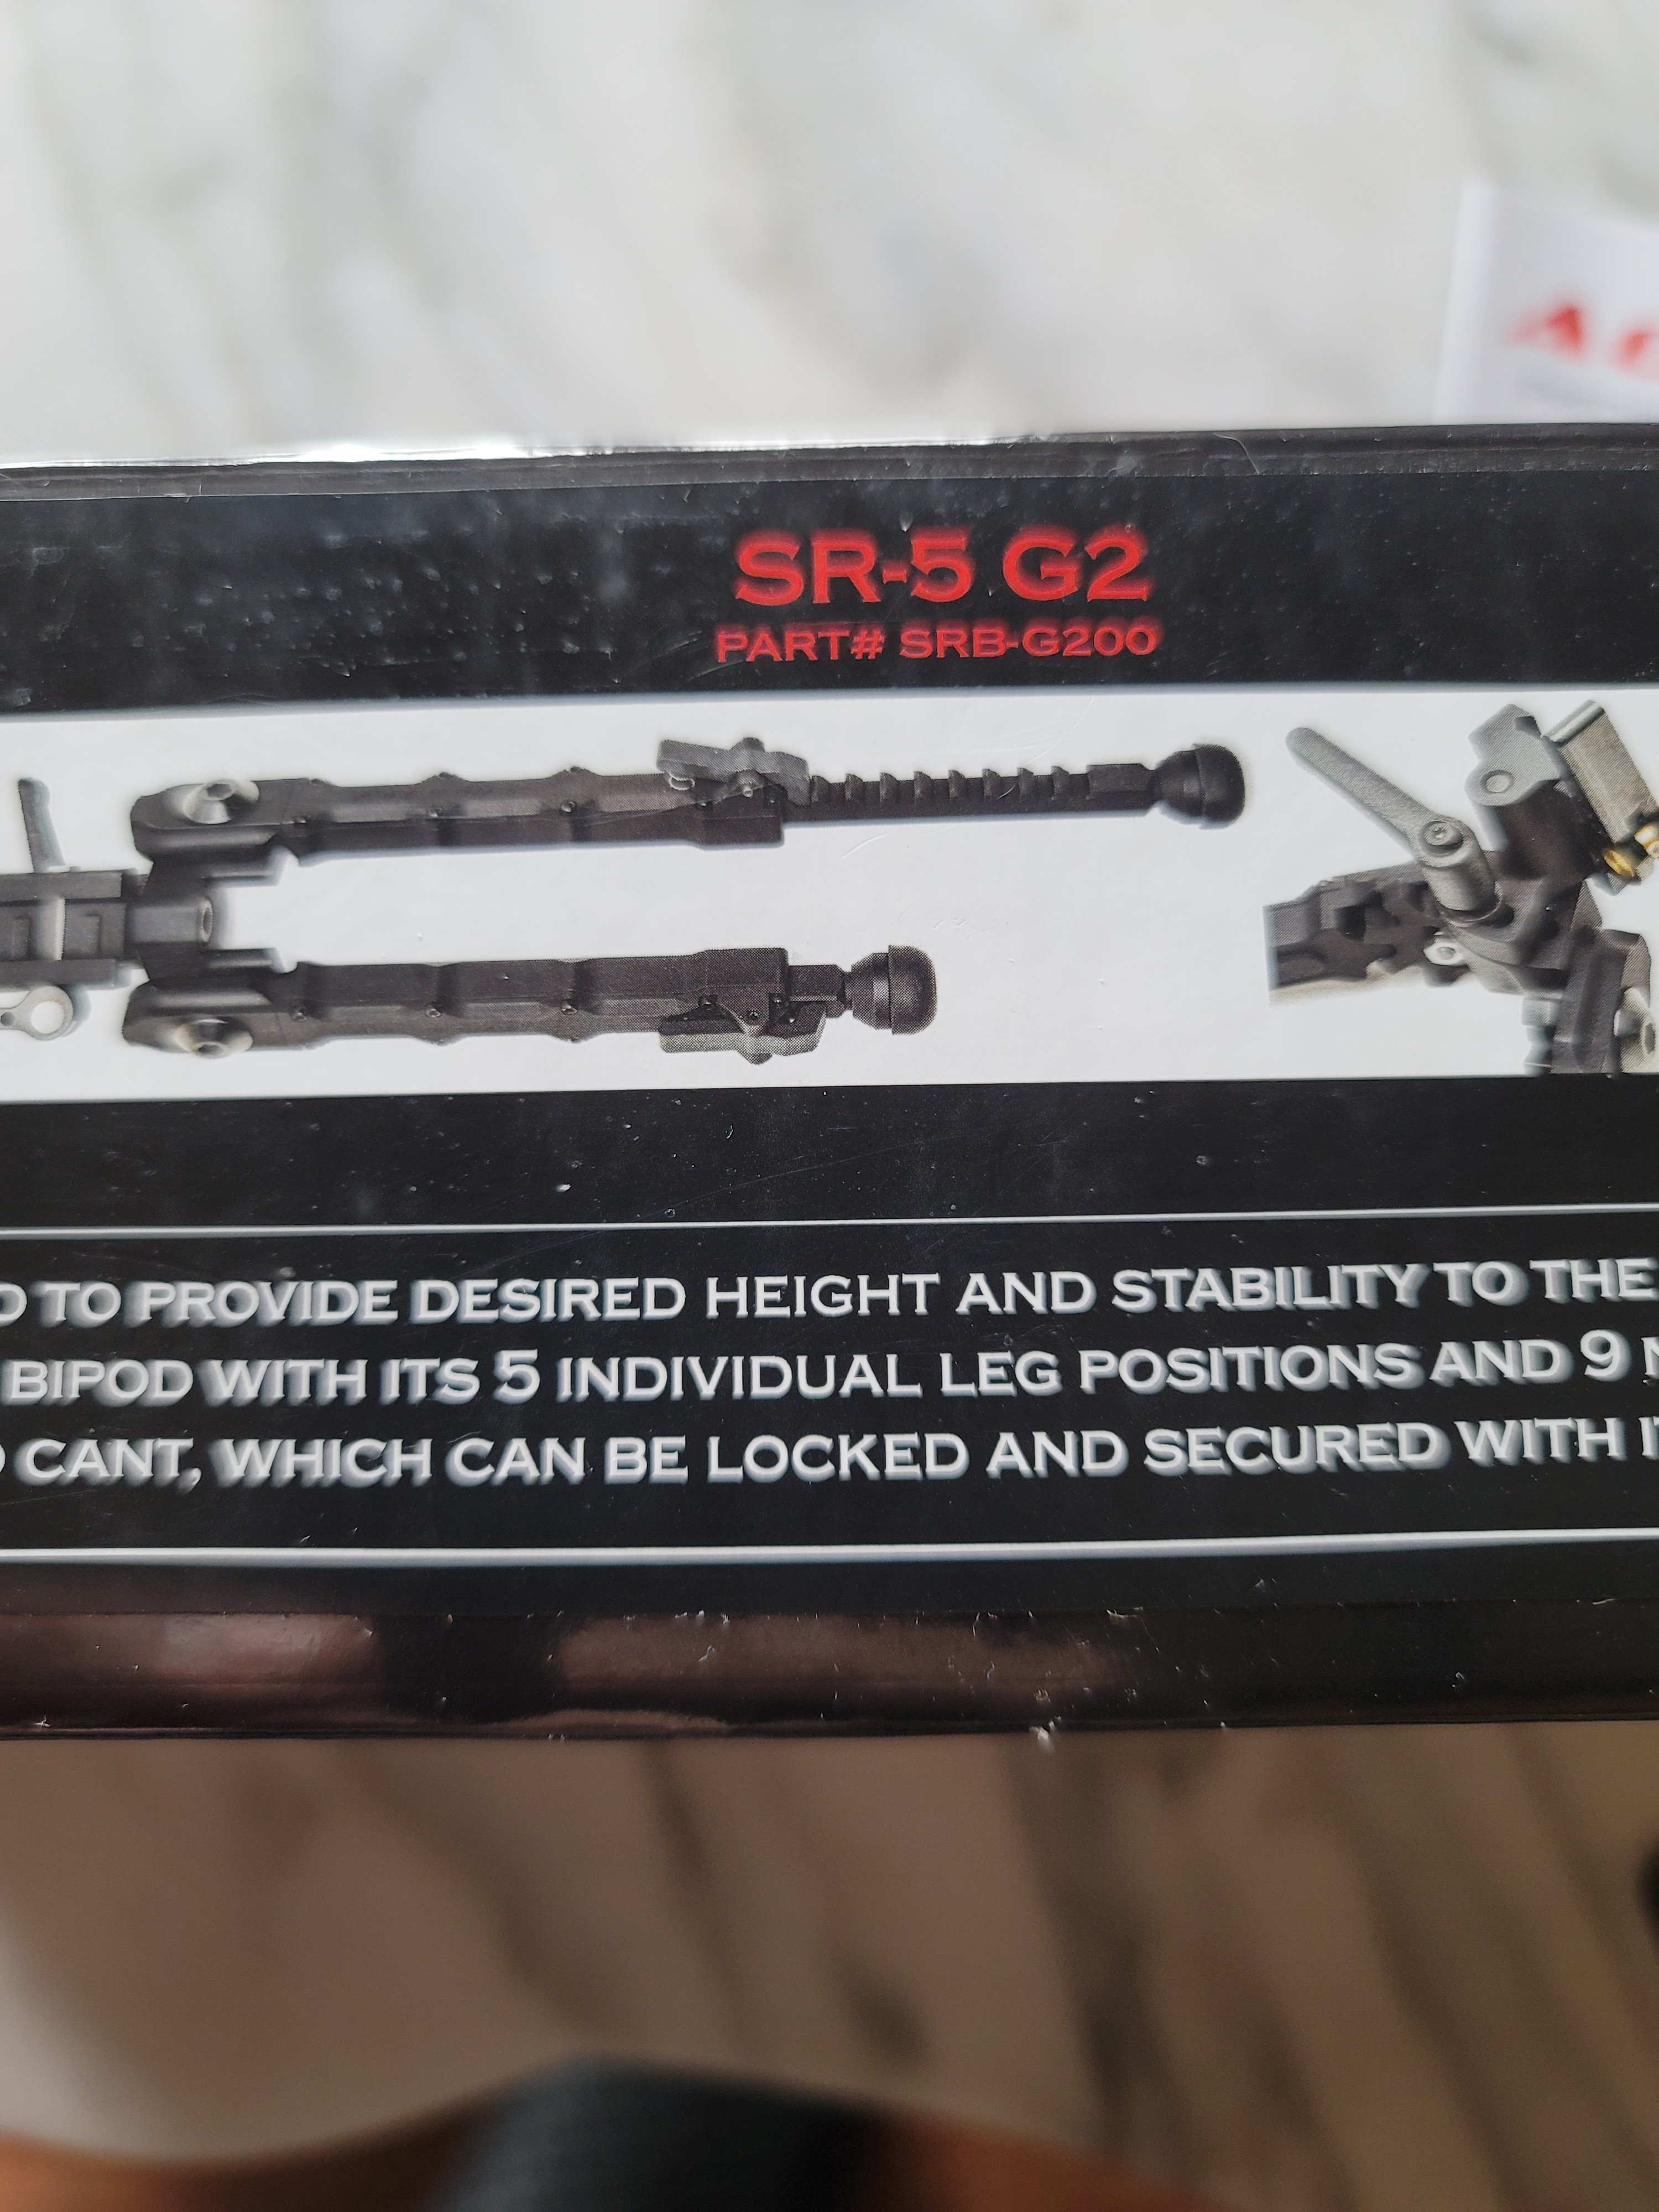 SR-5 G2
PART# SRB-G200
TO PROVIDE DESIRED HEIGHT AND STABILITY TO THE
BIPOD WITH ITS 5 INDIVIDUAL LEG POSITIONS AND 9
CANT, WHICH CAN BE LOCKED AND SECURED WITH